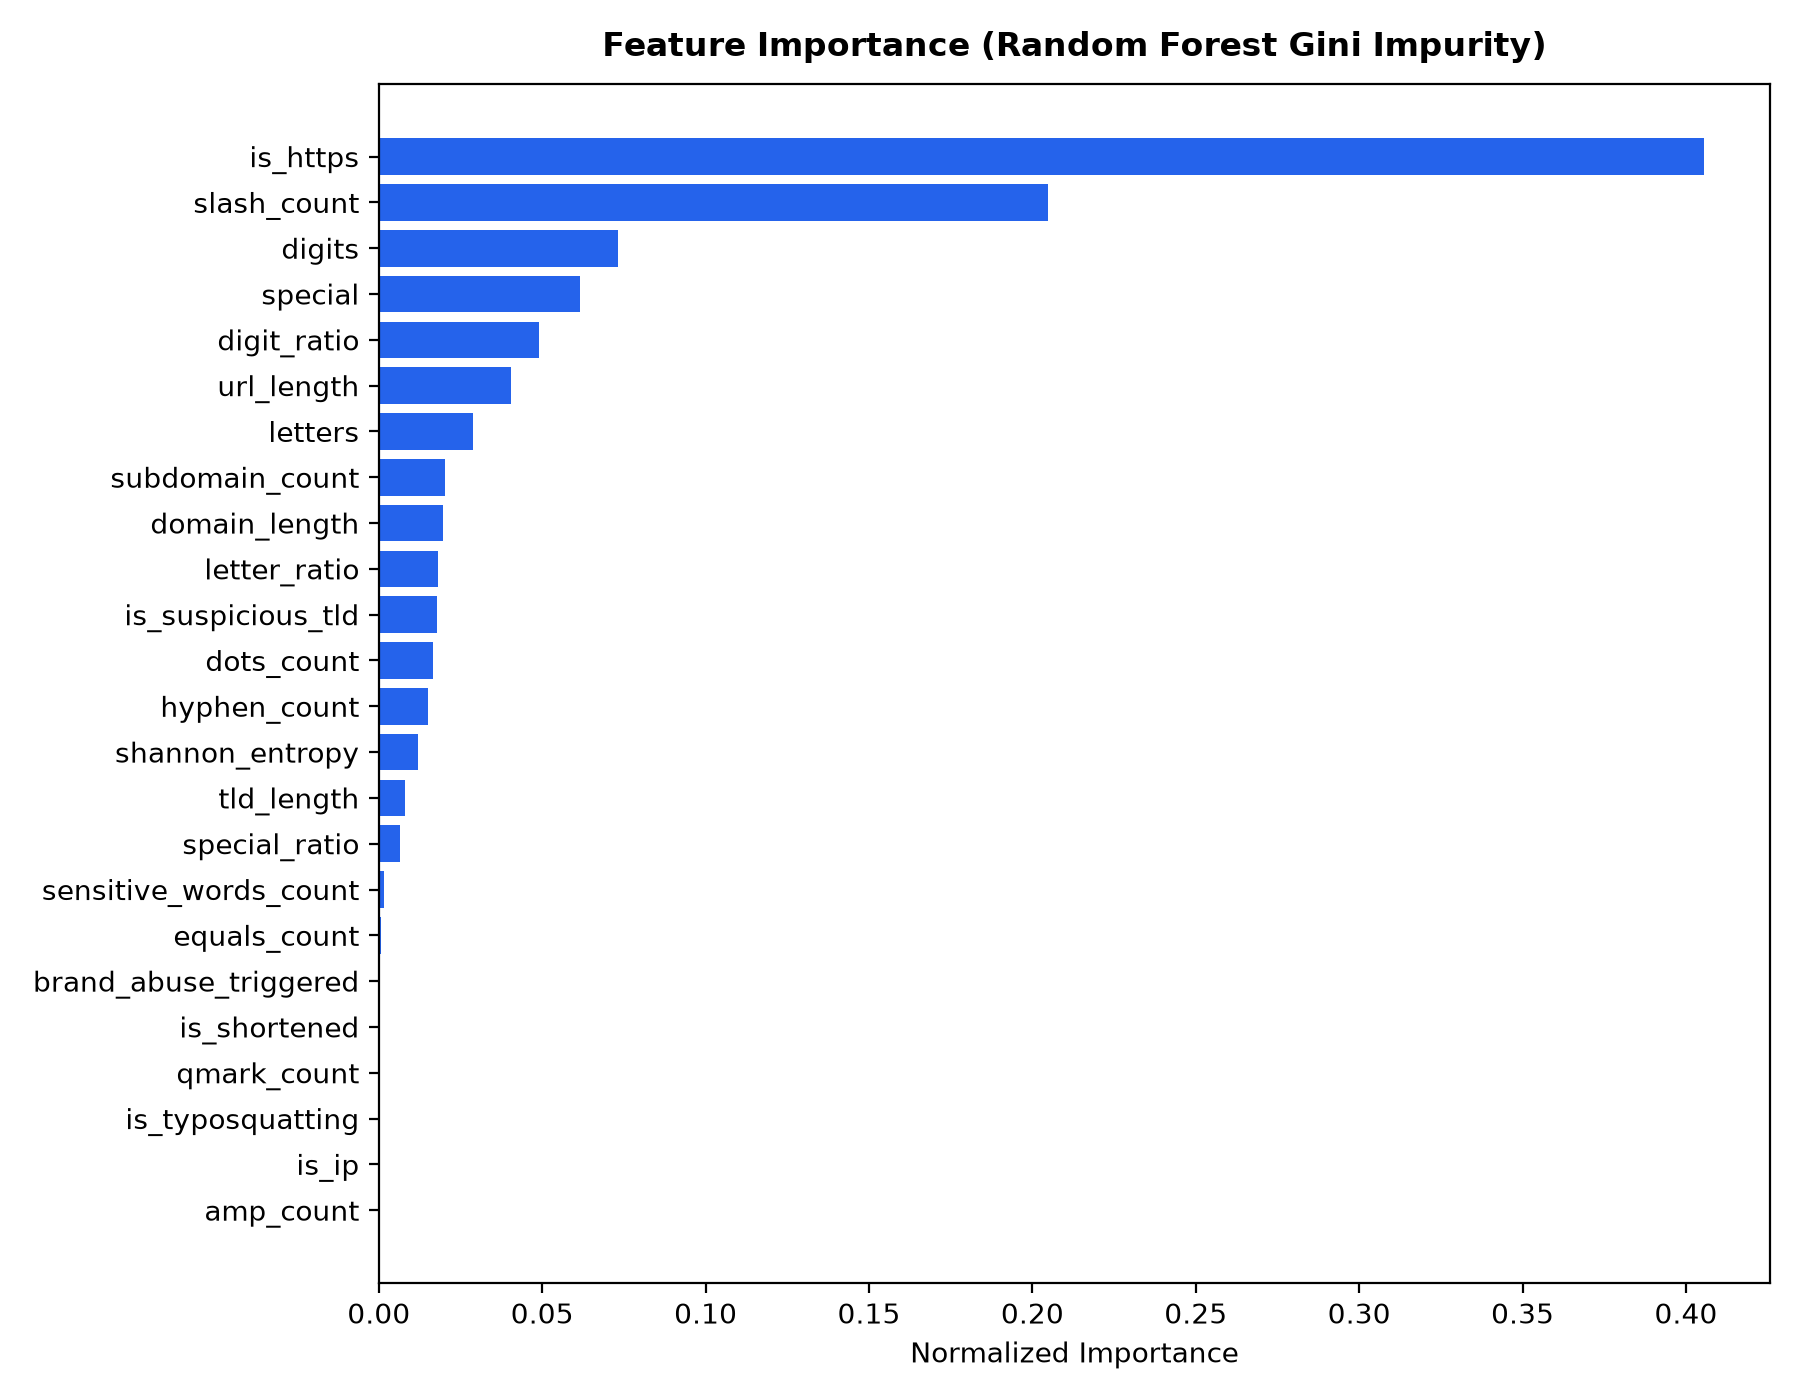 Feature Importance (Random Forest Gini Impurity)
is_https
slash_count
digits
special
digit_ratio
url_length
letters
subdomain_count
domain_length
letter_ratio
is_suspicious_tld
dots_count
hyphen_count
shannon_entropy
tld_length
special_ratio
sensitive_words_count
equals_count
brand_abuse_triggered
is_shortened
qmark_count
is_typosquatting
is_ip
amp_count
0.00 0.05 0.10 0.15 0.20 0.25 0.30 0.35 0.40
Normalized Importance